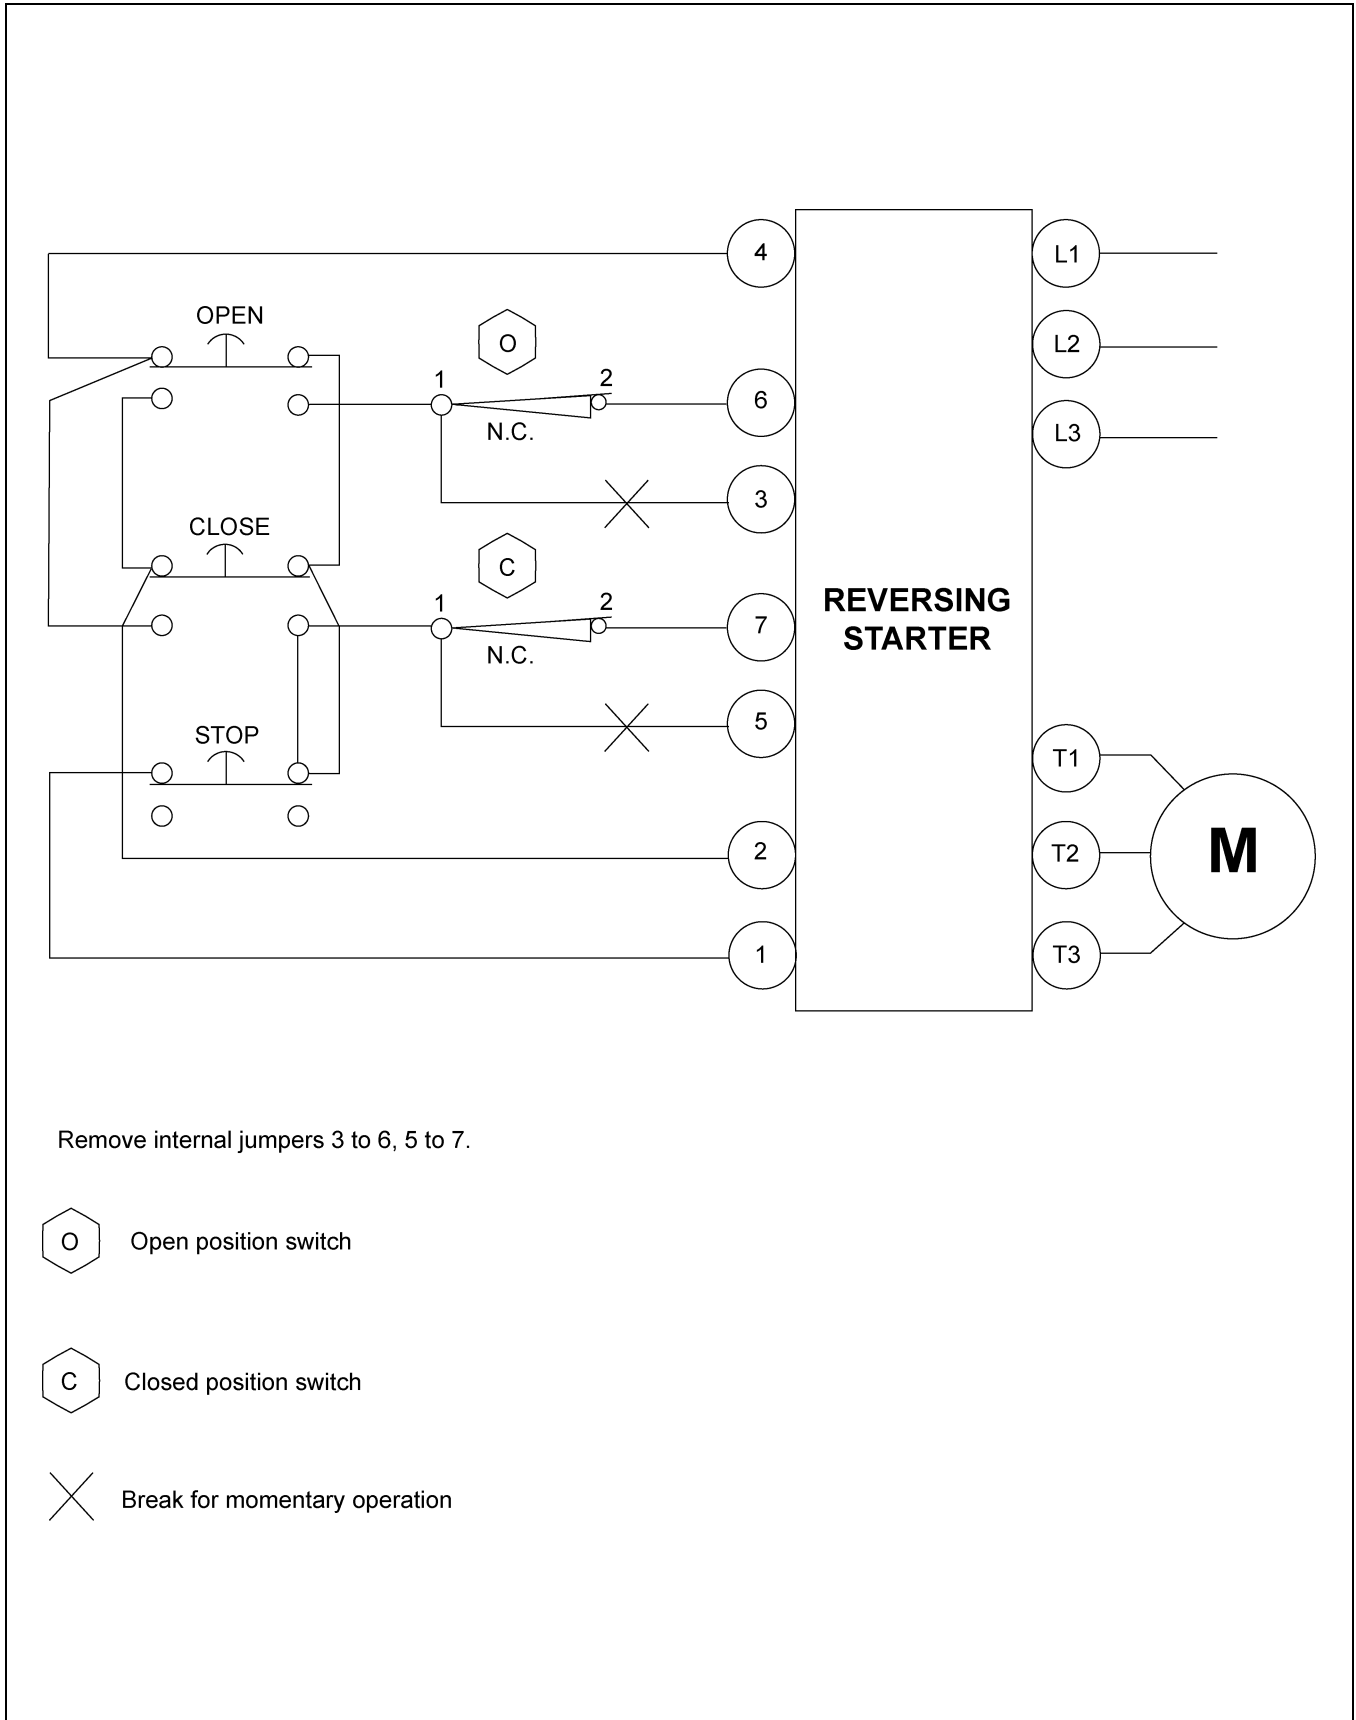 4
L1
OPEN
O
L2
1
2
6
N.C.
L3
3
CLOSE
C
1
2
7
REVERSING
STARTER
N.C.
5
STOP
T1
2
T2
M
1
T3
Remove internal jumpers 3 to 6, 5 to 7.
O Open position switch
C Closed position switch
Break for momentary operation